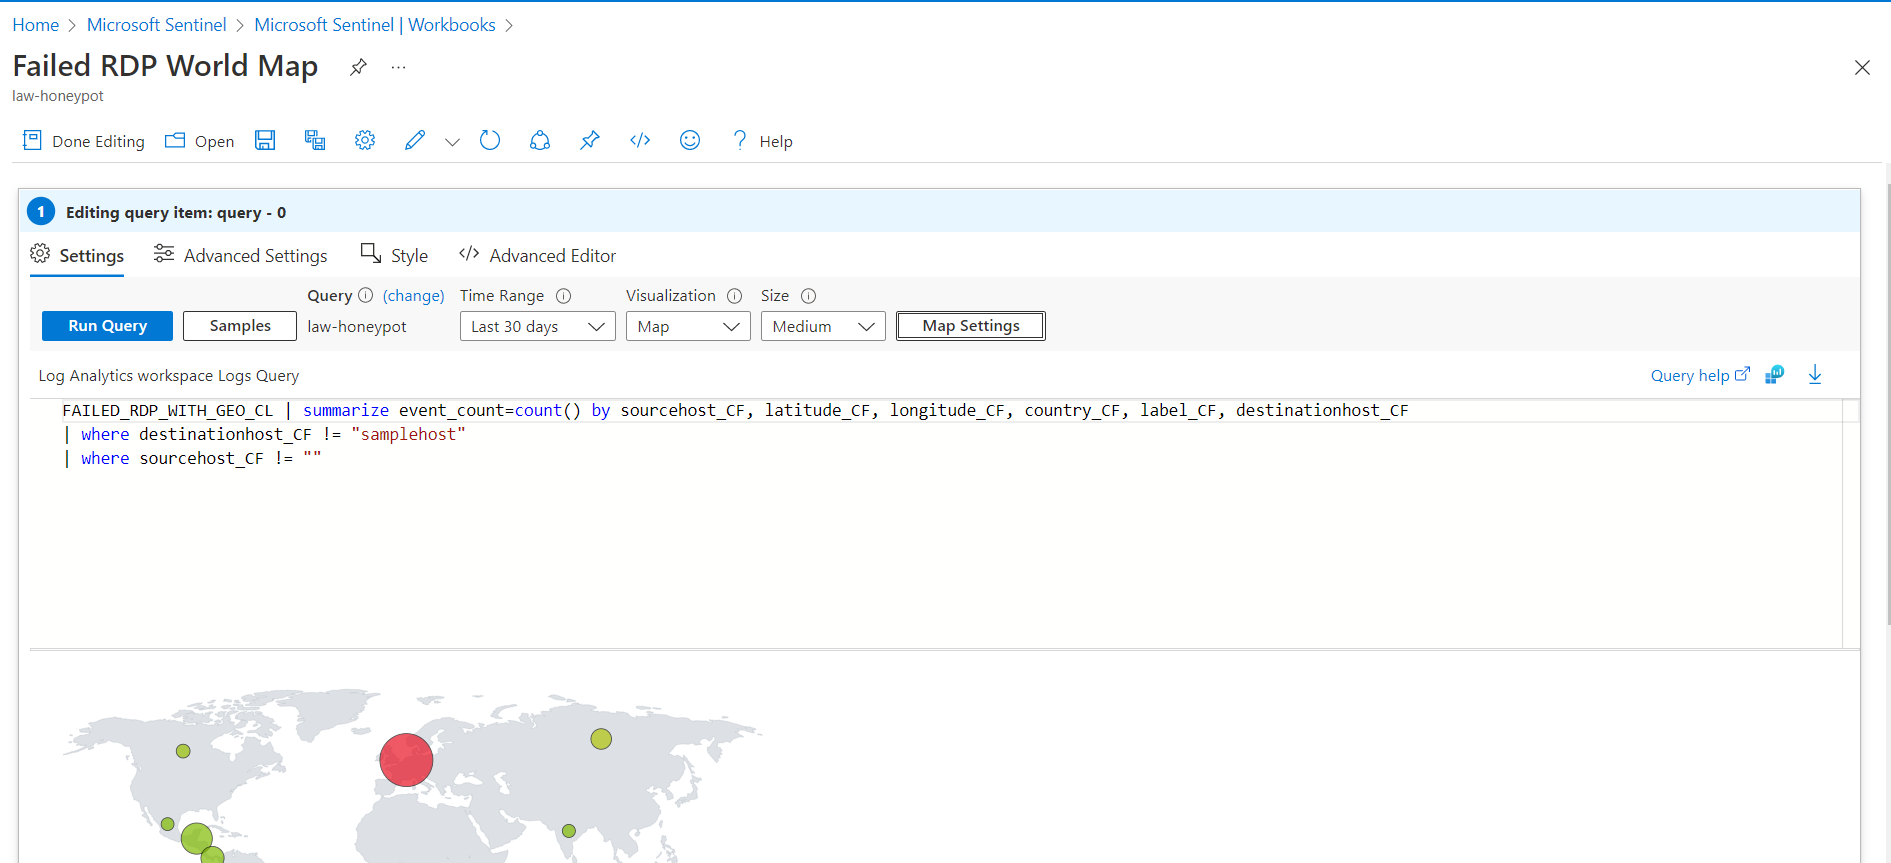 Home > Microsoft Sentinel > Microsoft Sentinel | Workbooks >
Failed RDP World Map ...
law-honeypot
Done Editing Open </> ? Help
1 Editing query item: query - 0
Settings Advanced Settings Style </> Advanced Editor
Query (change) Time Range Visualization Size
Run Query Samples law-honeypot Last 30 days Map Medium Map Settings
Log Analytics workspace Logs Query Query help
FAILED_RDP_WITH_GEO_CL | summarize event_count=count() by sourcehost_CF, latitude_CF, longitude_CF, country_CF, label_CF, destinationhost_CF
| where destinationhost_CF != "samplehost"
| where sourcehost_CF != ""